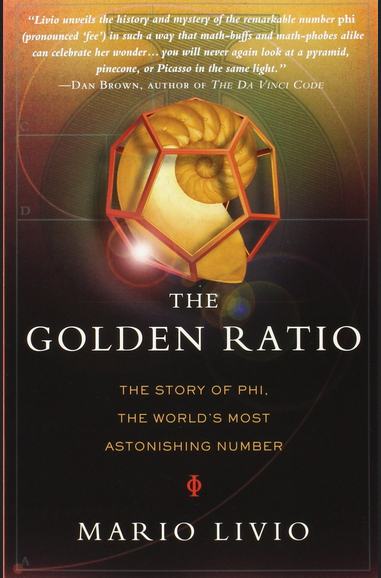 “Livio unveils the history and mystery of the remarkable number phi
(pronounced ‘fee’) in such a way that math-buffs and math-phobes alike
can celebrate her wonder... you will never again look at a pyramid,
pinecone, or Picasso in the same light.”
—DAN BROWN, AUTHOR OF THE DA VINCI CODE
C
D
THE
GOLDEN RATIO
THE STORY OF PHI,
THE WORLD'S MOST
ASTONISHING NUMBER
Φ
MARIO LIVIO
A